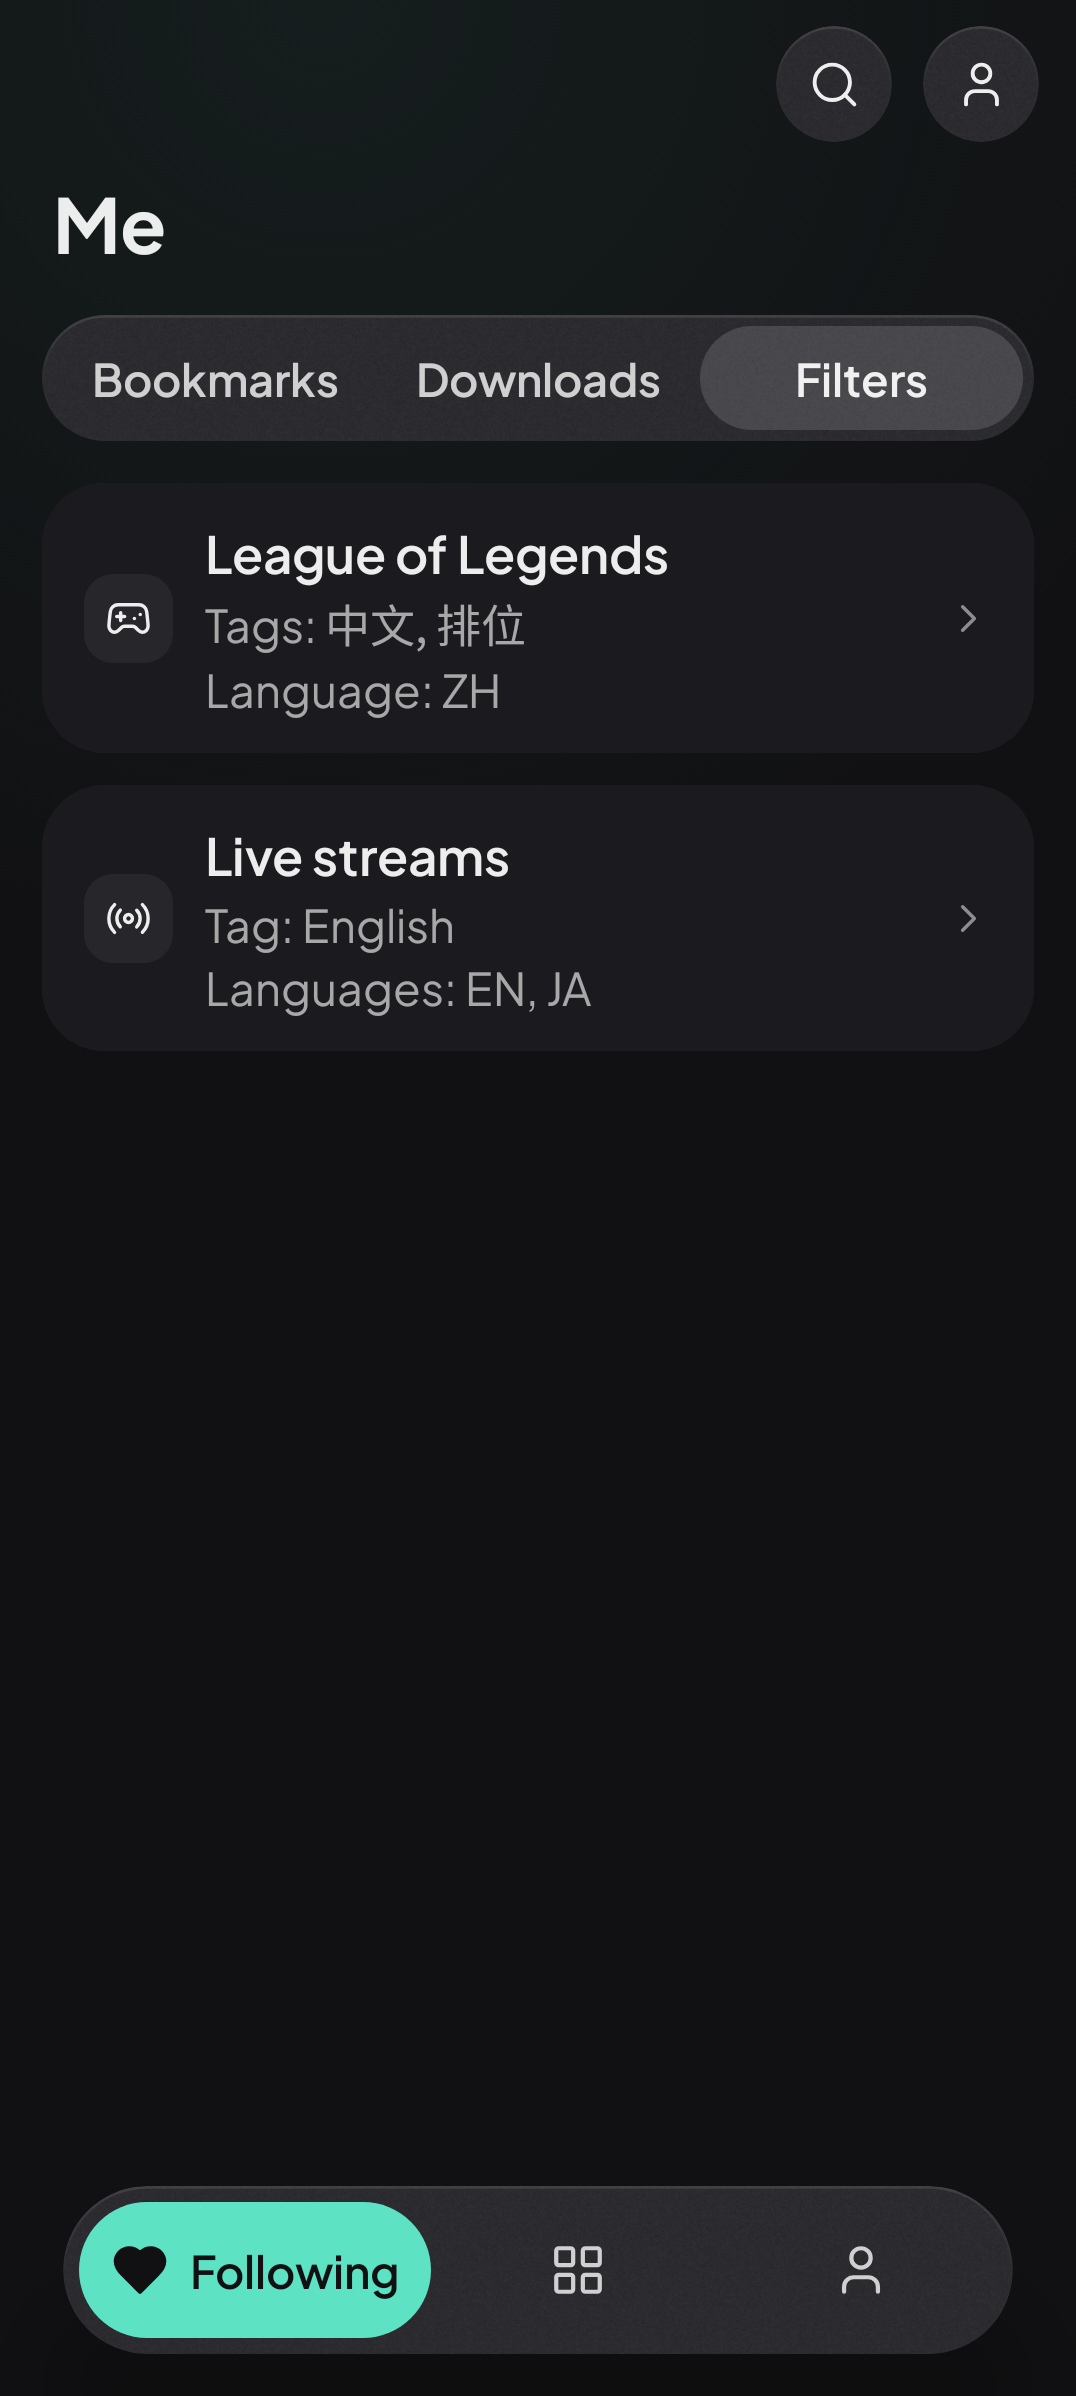 Me
Bookmarks Downloads Filters
League of Legends
Tags: 中文, 排位
Language: ZH
Live streams
Tag: English
Languages: EN, JA
Following